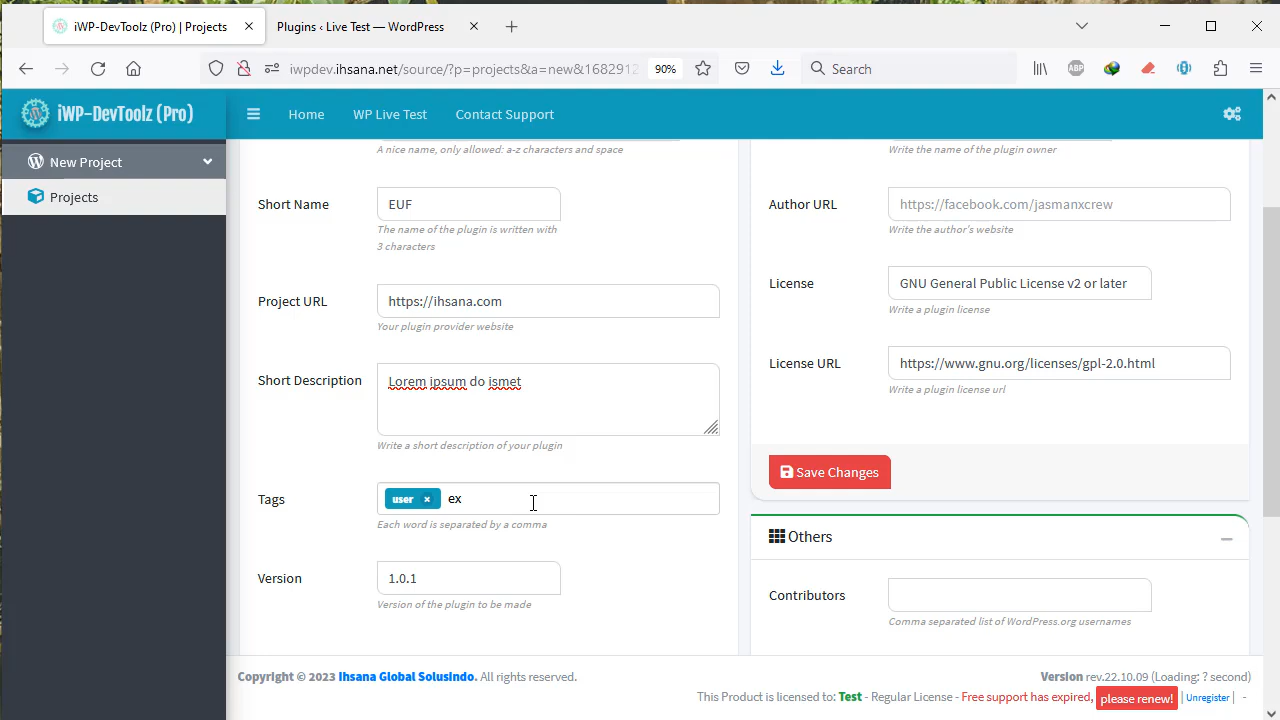 iWP-DevToolz (Pro) | Projects
Plugins ‹ Live Test — WordPress
iwpdev.ihsana.net/source/?p=projects&a=new&1682912
90%
Search
ABP
iWP-DevToolz (Pro)
Home
WP Live Test
Contact Support
New Project
Projects
A nice name, only allowed: a-z characters and space
Short Name
EUF
The name of the plugin is written with
3 characters
Project URL
https://ihsana.com
Your plugin provider website
Short Description
Lorem ipsum do ismet
Write a short description of your plugin
Tags
user × ex
Each word is separated by a comma
Version
1.0.1
Version of the plugin to be made
Write the name of the plugin owner
Author URL
https://facebook.com/jasmanxcrew
Write the author's website
License
GNU General Public License v2 or later
Write a plugin license
License URL
https://www.gnu.org/licenses/gpl-2.0.html
Write a plugin license url
Save Changes
Others
Contributors
Comma separated list of WordPress.org usernames
Copyright © 2023 Ihsana Global Solusindo. All rights reserved.
Version rev.22.10.09 (Loading: ? second)
This Product is licensed to: Test - Regular License - Free support has expired, please renew! | Unregister | -